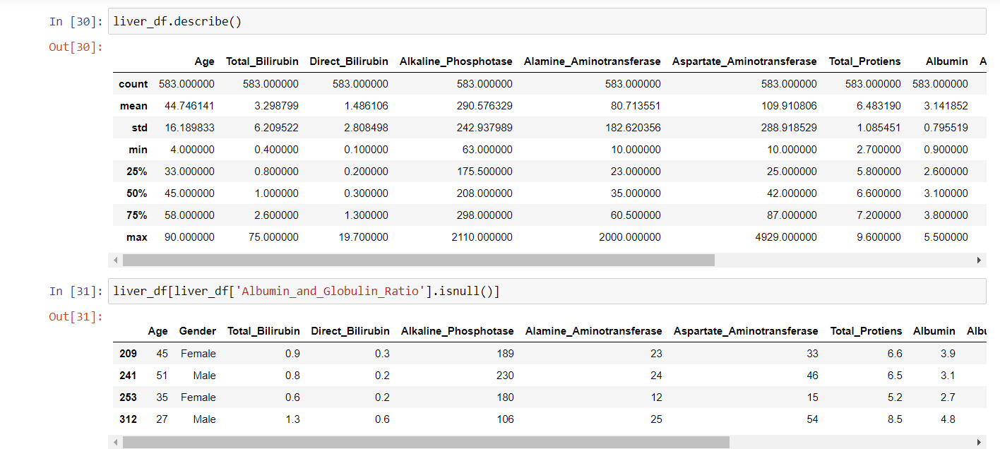 In [30]: liver_df.describe()
Out[30]:
Age Total_Bilirubin Direct_Bilirubin Alkaline_Phosphotase Alamine_Aminotransferase Aspartate_Aminotransferase Total_Protiens Albumin A
count 583.000000 583.000000 583.000000 583.000000 583.000000 583.000000 583.000000 583.000000
mean 44.746141 3.298799 1.486106 290.576329 80.713551 109.910806 6.483190 3.141852
std 16.189833 6.209522 2.808498 242.937989 182.620356 288.918529 1.085451 0.795519
min 4.000000 0.400000 0.100000 63.000000 10.000000 10.000000 2.700000 0.900000
25% 33.000000 0.800000 0.200000 175.500000 23.000000 25.000000 5.800000 2.600000
50% 45.000000 1.000000 0.300000 208.000000 35.000000 42.000000 6.600000 3.100000
75% 58.000000 2.600000 1.300000 298.000000 60.500000 87.000000 7.200000 3.800000
max 90.000000 75.000000 19.700000 2110.000000 2000.000000 4929.000000 9.600000 5.500000
In [31]: liver_df[liver_df['Albumin_and_Globulin_Ratio'].isnull()]
Out[31]:
Age Gender Total_Bilirubin Direct_Bilirubin Alkaline_Phosphotase Alamine_Aminotransferase Aspartate_Aminotransferase Total_Protiens Albumin Albu
209 45 Female 0.9 0.3 189 23 33 6.6 3.9
241 51 Male 0.8 0.2 230 24 46 6.5 3.1
253 35 Female 0.6 0.2 180 12 15 5.2 2.7
312 27 Male 1.3 0.6 106 25 54 8.5 4.8